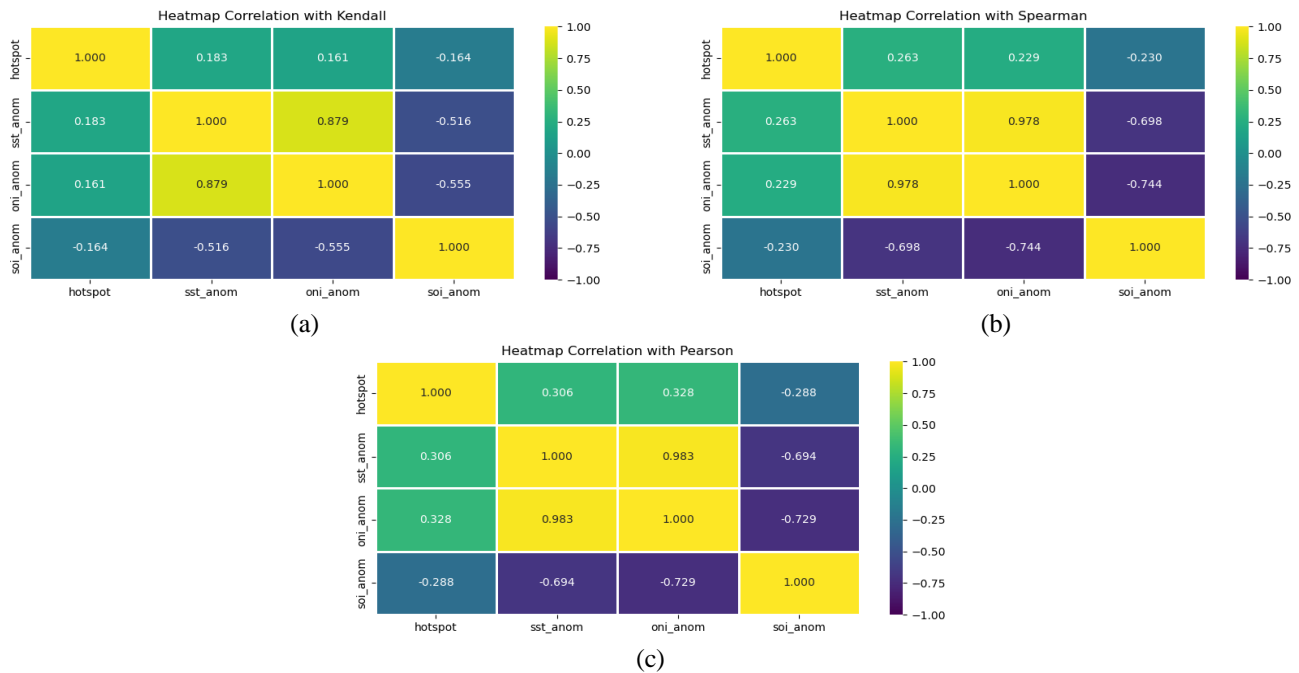 Heatmap Correlation with Kendall
hotspot 1.000 0.183 0.161 -0.164
sst_anom 0.183 1.000 0.879 -0.516
oni_anom 0.161 0.879 1.000 -0.555
soi_anom -0.164 -0.516 -0.555 1.000
hotspot sst_anom oni_anom soi_anom
1.00
0.75
0.50
0.25
0.00
−0.25
−0.50
−0.75
−1.00
(a)
Heatmap Correlation with Spearman
hotspot 1.000 0.263 0.229 -0.230
sst_anom 0.263 1.000 0.978 -0.698
oni_anom 0.229 0.978 1.000 -0.744
soi_anom -0.230 -0.698 -0.744 1.000
hotspot sst_anom oni_anom soi_anom
1.00
0.75
0.50
0.25
0.00
−0.25
−0.50
−0.75
−1.00
(b)
Heatmap Correlation with Pearson
hotspot 1.000 0.306 0.328 -0.288
sst_anom 0.306 1.000 0.983 -0.694
oni_anom 0.328 0.983 1.000 -0.729
soi_anom -0.288 -0.694 -0.729 1.000
hotspot sst_anom oni_anom soi_anom
1.00
0.75
0.50
0.25
0.00
−0.25
−0.50
−0.75
−1.00
(c)